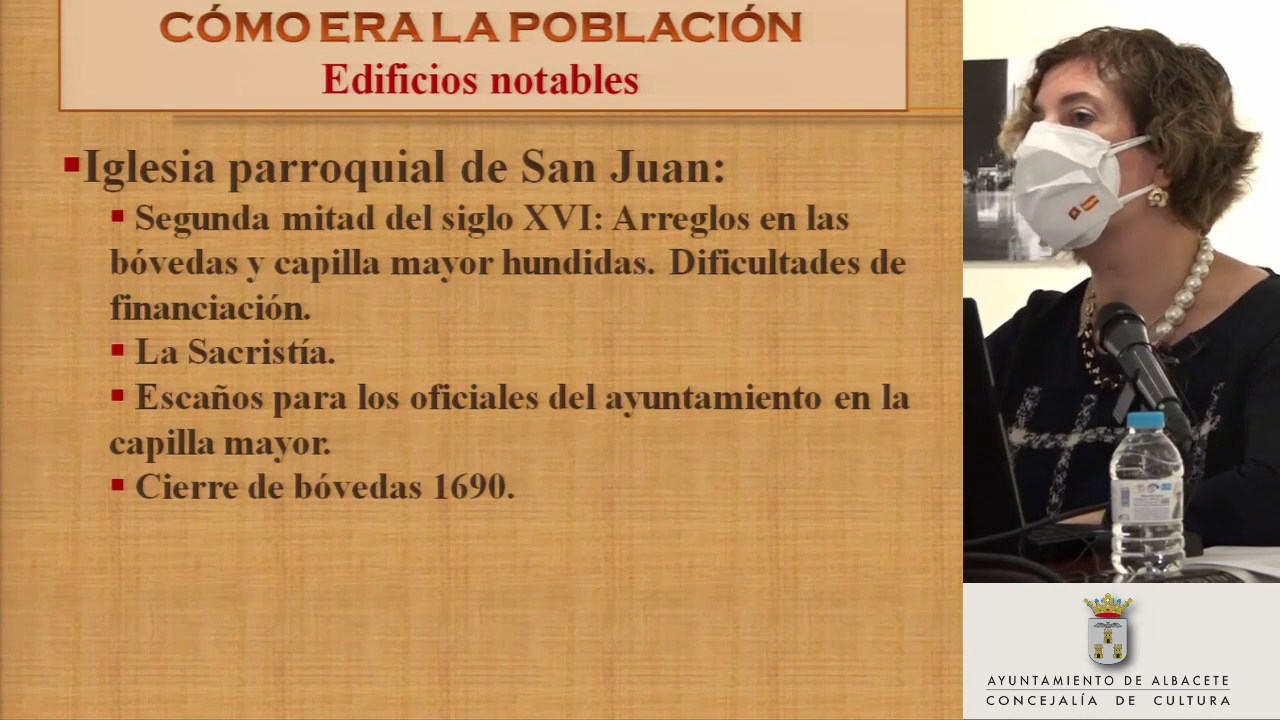 CÓMO ERA LA POBLACIÓN
Edificios notables
▪Iglesia parroquial de San Juan:
▪ Segunda mitad del siglo XVI: Arreglos en las
bóvedas y capilla mayor hundidas. Dificultades de
financiación.
▪ La Sacristía.
▪ Escaños para los oficiales del ayuntamiento en la
capilla mayor.
▪ Cierre de bóvedas 1690.
AYUNTAMIENTO DE ALBACETE
CONCEJALÍA DE CULTURA